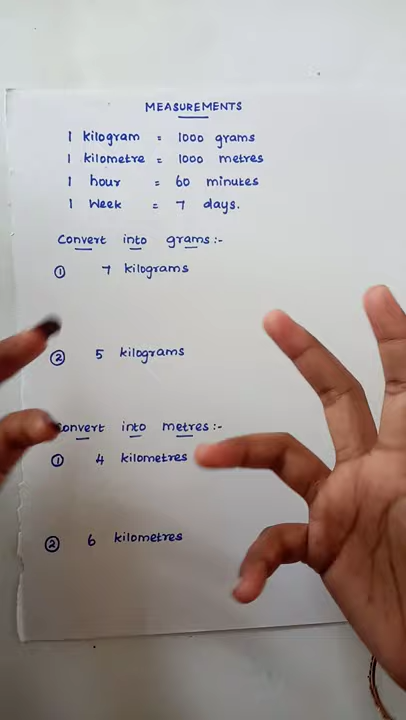 MEASUREMENTS
1 kilogram = 1000 grams
1 kilometre = 1000 metres
1 hour = 60 minutes
1 Week = 7 days.
Convert into grams:-
① 7 kilograms
② 5 kilograms
Convert into metres:-
① 4 kilometres
② 6 kilometres